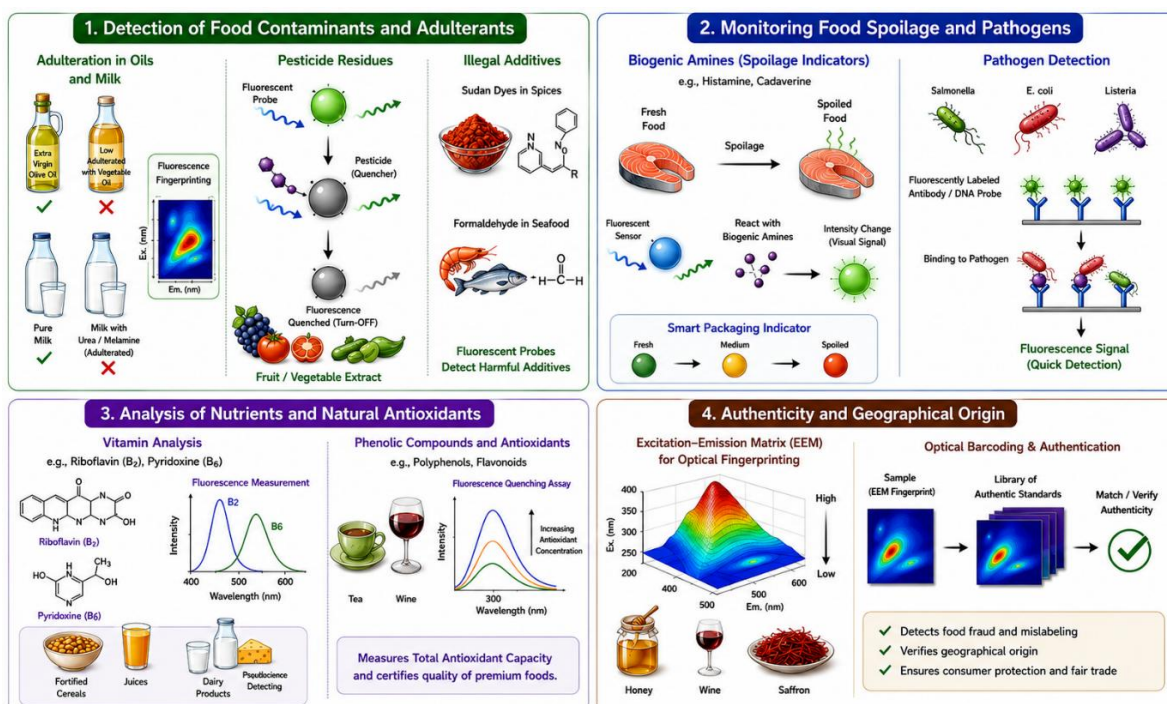 1. Detection of Food Contaminants and Adulterants
Adulteration in Oils
and Milk
Extra
Virgin
Olive Oil
Low
Adulterated
with Vegetable
Oil
Fluorescence
Fingerprinting
Ex. (nm)
Em. (nm)
Pure
Milk
Milk with
Urea / Melamine
(Adulterated)
Pesticide Residues
Fluorescent
Probe
Pesticide
(Quencher)
Fluorescence
Quenched (Turn-OFF)
Fruit / Vegetable Extract
Illegal Additives
Sudan Dyes in Spices
N
N
O
R
Formaldehyde in Seafood
O
H-C-H
Fluorescent Probes
Detect Harmful Additives
2. Monitoring Food Spoilage and Pathogens
Biogenic Amines (Spoilage Indicators)
e.g., Histamine, Cadaverine
Fresh
Food
Spoilage
Spoiled
Food
Fluorescent
Sensor
React with
Biogenic Amines
Intensity Change
(Visual Signal)
Smart Packaging Indicator
Fresh
Medium
Spoiled
Pathogen Detection
Salmonella
E. coli
Listeria
Fluorescently Labeled
Antibody / DNA Probe
Binding to Pathogen
Fluorescence Signal
(Quick Detection)
3. Analysis of Nutrients and Natural Antioxidants
Vitamin Analysis
e.g., Riboflavin (B₂), Pyridoxine (B₆)
Riboflavin (B₂)
HO
CH₃
OH
N
Pyridoxine (B₆)
Fluorescence Measurement
B2
B6
Intensity
400 500 600
Wavelength (nm)
Fortified
Cereals
Juices
Dairy
Products
Detecting
Phenolic Compounds and Antioxidants
e.g., Polyphenols, Flavonoids
Tea
Wine
Fluorescence Quenching Assay
Intensity
Increasing
Antioxidant
Concentration
300
Wavelength (nm)
Measures Total Antioxidant Capacity
and certifies quality of premium foods.
4. Authenticity and Geographical Origin
Excitation–Emission Matrix (EEM)
for Optical Fingerprinting
Ex. (nm)
400
350
300
250
200
400
500
500
600
Em. (nm)
High
Low
Honey
Wine
Saffron
Optical Barcoding & Authentication
Sample
(EEM Fingerprint)
Library of
Authentic Standards
Match / Verify
Authenticity
✓ Detects food fraud and mislabeling
✓ Verifies geographical origin
✓ Ensures consumer protection and fair trade